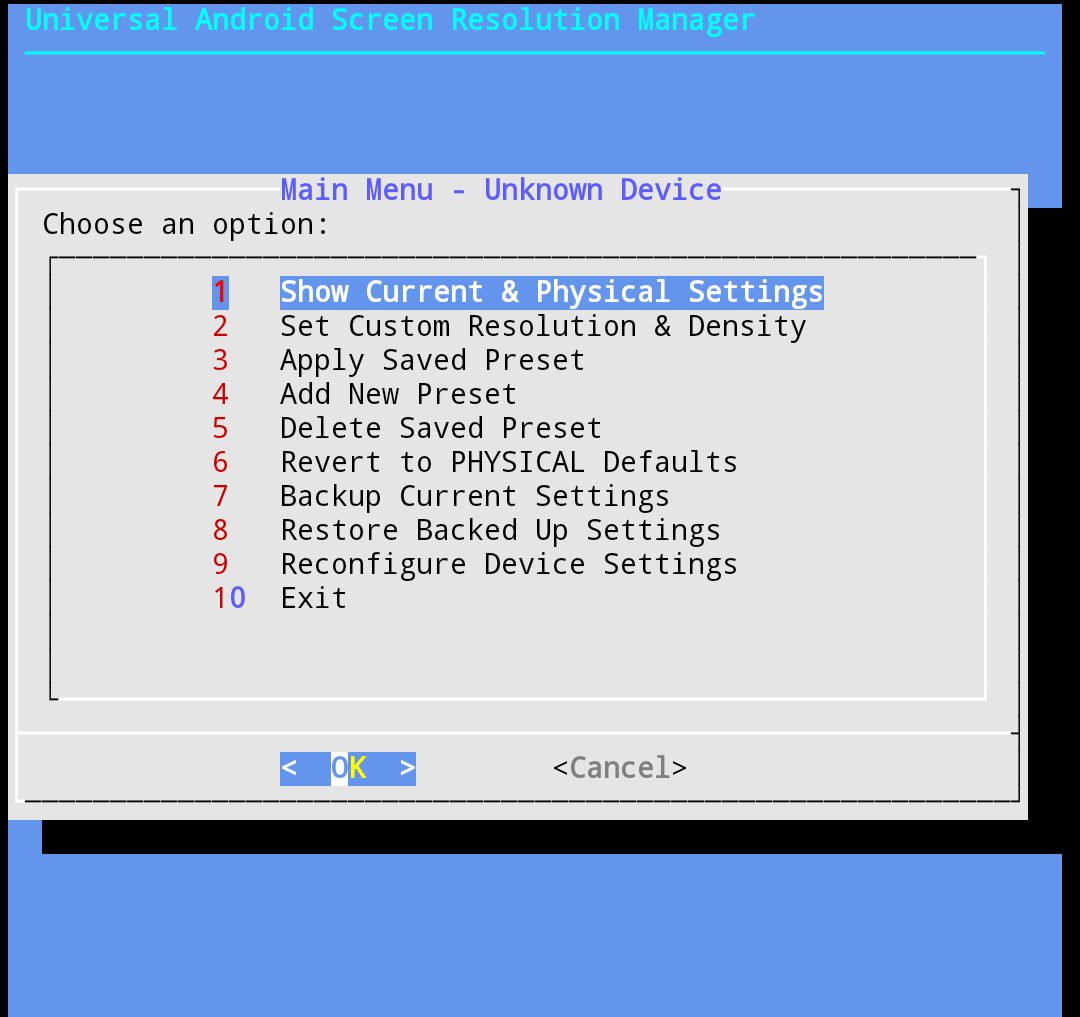 Universal Android Screen Resolution Manager
Main Menu - Unknown Device
Choose an option:
1 Show Current & Physical Settings
2 Set Custom Resolution & Density
3 Apply Saved Preset
4 Add New Preset
5 Delete Saved Preset
6 Revert to PHYSICAL Defaults
7 Backup Current Settings
8 Restore Backed Up Settings
9 Reconfigure Device Settings
10 Exit
<  OK  > <Cancel>